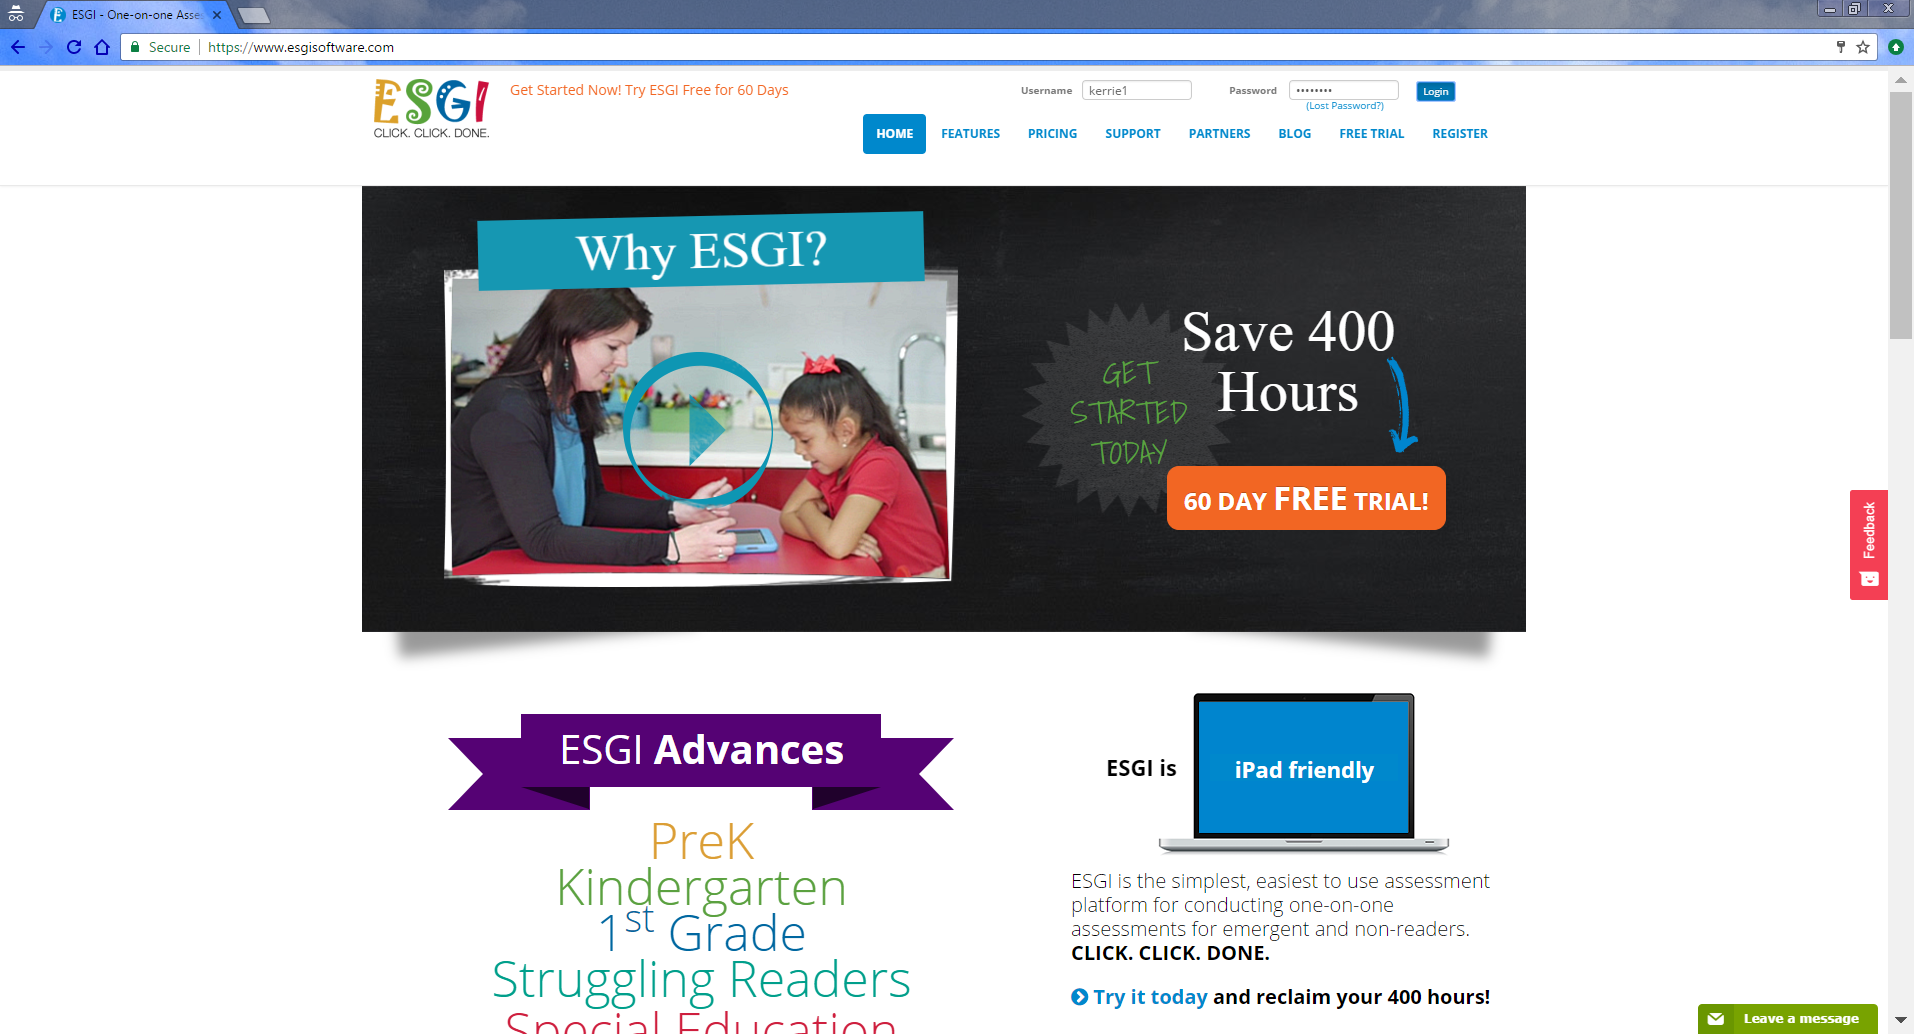 ESGI - One-on-one Asse
Secure https://www.esgisoftware.com
ESGI
CLICK. CLICK. DONE.
Get Started Now! Try ESGI Free for 60 Days
Username kerrie1 Password •••••••• Login
(Lost Password?)
HOME FEATURES PRICING SUPPORT PARTNERS BLOG FREE TRIAL REGISTER
Why ESGI?
GET
STARTED
TODAY
Save 400
Hours
60 DAY FREE TRIAL!
Feedback
ESGI Advances
PreK
Kindergarten
1st Grade
Struggling Readers
Special Education
ESGI is
iPad friendly
ESGI is the simplest, easiest to use assessment
platform for conducting one-on-one
assessments for emergent and non-readers.
CLICK. CLICK. DONE.
Try it today and reclaim your 400 hours!
Leave a message